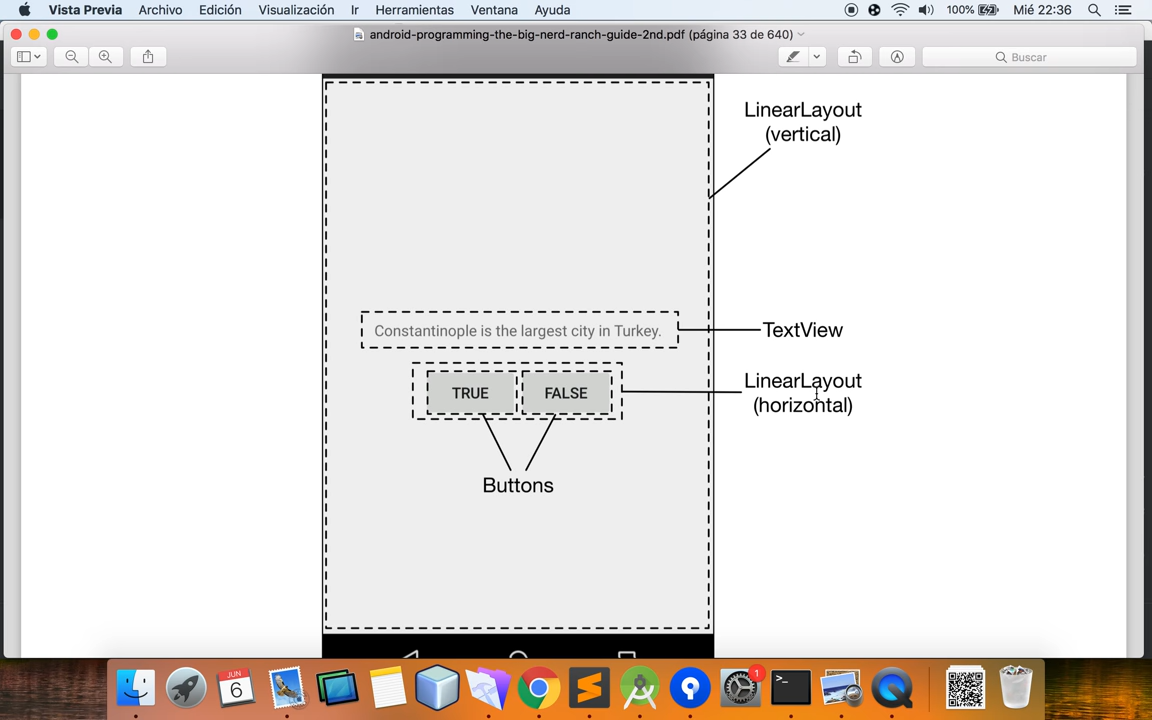 Vista Previa Archivo Edición Visualización Ir Herramientas Ventana Ayuda 100% Mié 22:36
android-programming-the-big-nerd-ranch-guide-2nd.pdf (página 33 de 640)
Buscar
LinearLayout
(vertical)
Constantinople is the largest city in Turkey.
TextView
TRUE FALSE
LinearLayout
(horizontal)
Buttons
JUN
6
1
>_